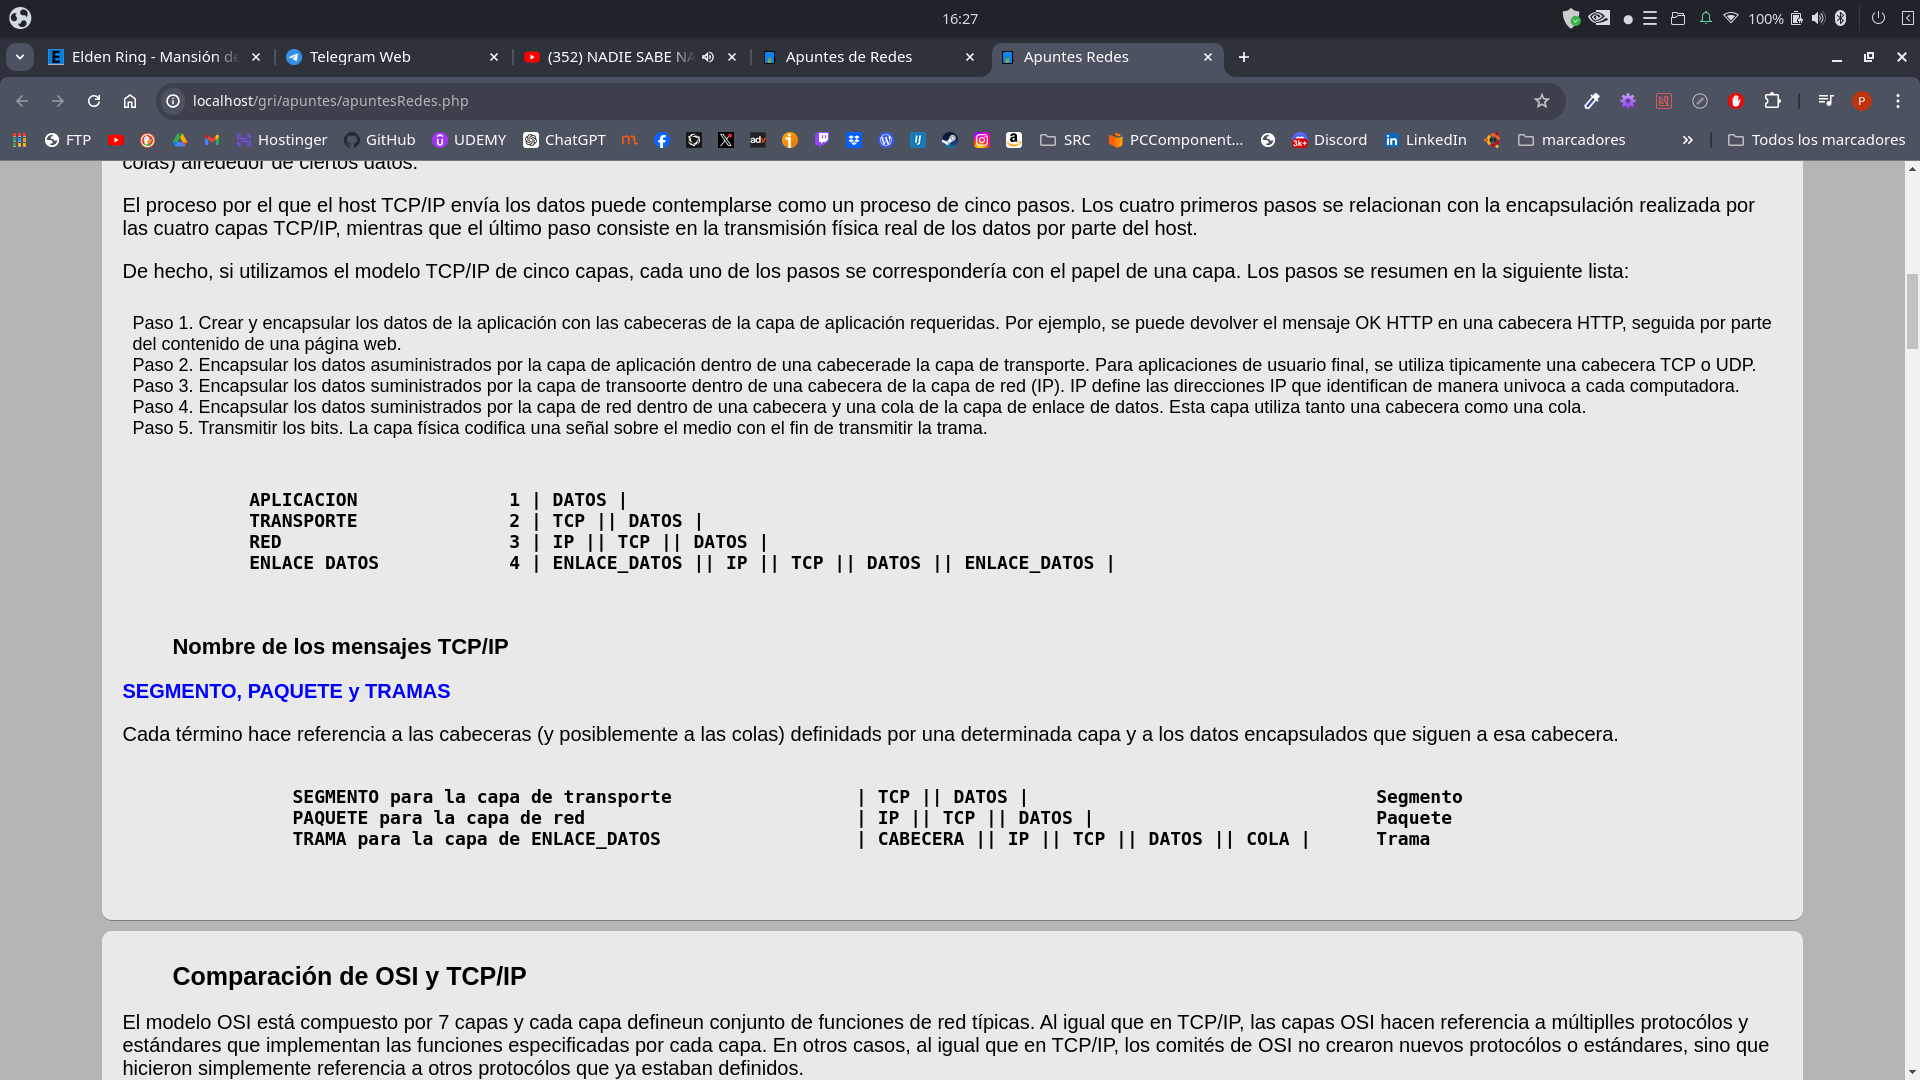 16:27
100%
Elden Ring - Mansión de
Telegram Web
(352) NADIE SABE NA
Apuntes de Redes
Apuntes Redes
localhost/gri/apuntes/apuntesRedes.php
P
FTP
Hostinger
GitHub
UDEMY
ChatGPT
SRC
PCComponent...
Discord
LinkedIn
marcadores
Todos los marcadores
colas) alrededor de ciertos datos.
El proceso por el que el host TCP/IP envía los datos puede contemplarse como un proceso de cinco pasos. Los cuatro primeros pasos se relacionan con la encapsulación realizada por
las cuatro capas TCP/IP, mientras que el último paso consiste en la transmisión física real de los datos por parte del host.
De hecho, si utilizamos el modelo TCP/IP de cinco capas, cada uno de los pasos se correspondería con el papel de una capa. Los pasos se resumen en la siguiente lista:
Paso 1. Crear y encapsular los datos de la aplicación con las cabeceras de la capa de aplicación requeridas. Por ejemplo, se puede devolver el mensaje OK HTTP en una cabecera HTTP, seguida por parte
del contenido de una página web.
Paso 2. Encapsular los datos asuministrados por la capa de aplicación dentro de una cabecerade la capa de transporte. Para aplicaciones de usuario final, se utiliza tipicamente una cabecera TCP o UDP.
Paso 3. Encapsular los datos suministrados por la capa de transoorte dentro de una cabecera de la capa de red (IP). IP define las direcciones IP que identifican de manera univoca a cada computadora.
Paso 4. Encapsular los datos suministrados por la capa de red dentro de una cabecera y una cola de la capa de enlace de datos. Esta capa utiliza tanto una cabecera como una cola.
Paso 5. Transmitir los bits. La capa física codifica una señal sobre el medio con el fin de transmitir la trama.
APLICACION 1 | DATOS |
TRANSPORTE 2 | TCP || DATOS |
RED 3 | IP || TCP || DATOS |
ENLACE DATOS 4 | ENLACE_DATOS || IP || TCP || DATOS || ENLACE_DATOS |
Nombre de los mensajes TCP/IP
SEGMENTO, PAQUETE y TRAMAS
Cada término hace referencia a las cabeceras (y posiblemente a las colas) definidads por una determinada capa y a los datos encapsulados que siguen a esa cabecera.
SEGMENTO para la capa de transporte | TCP || DATOS | Segmento
PAQUETE para la capa de red | IP || TCP || DATOS | Paquete
TRAMA para la capa de ENLACE_DATOS | CABECERA || IP || TCP || DATOS || COLA | Trama
Comparación de OSI y TCP/IP
El modelo OSI está compuesto por 7 capas y cada capa defineun conjunto de funciones de red típicas. Al igual que en TCP/IP, las capas OSI hacen referencia a múltiplles protocólos y
estándares que implementan las funciones especificadas por cada capa. En otros casos, al igual que en TCP/IP, los comités de OSI no crearon nuevos protocólos o estándares, sino que
hicieron simplemente referencia a otros protocólos que ya estaban definidos.